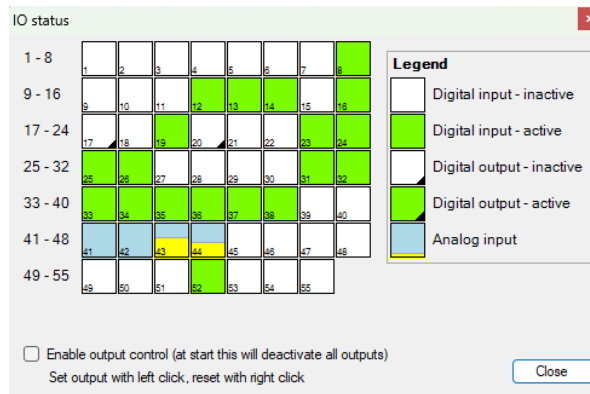 IO status
1 - 8
1 2 3 4 5 6 7 8
9 - 16
9 10 11 12 13 14 15 16
17 - 24
17 18 19 20 21 22 23 24
25 - 32
25 26 27 28 29 30 31 32
33 - 40
33 34 35 36 37 38 39 40
41 - 48
41 42 43 44 45 46 47 48
49 - 55
49 50 51 52 53 54 55
Legend
Digital input - inactive
Digital input - active
Digital output - inactive
Digital output - active
Analog input
Enable output control (at start this will deactivate all outputs)
Set output with left click, reset with right click
Close